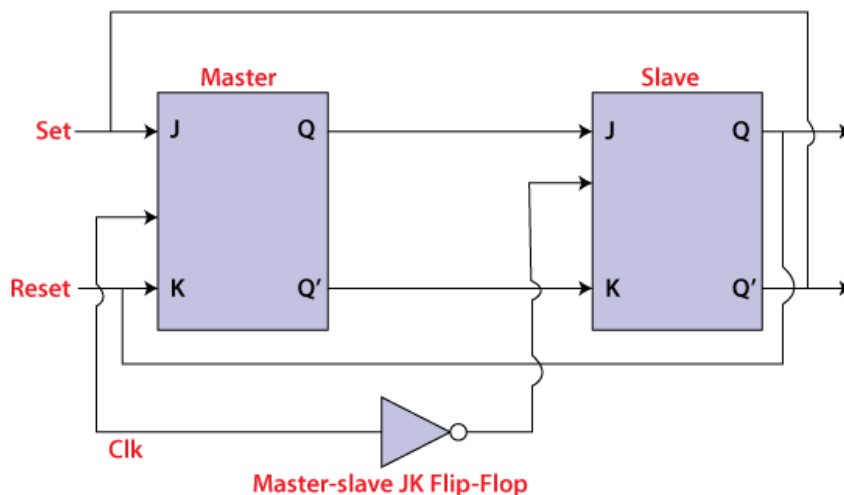 Master
Slave
Set
J
Q
J
Q
Reset
K
Q'
K
Q'
Clk
Master-slave JK Flip-Flop